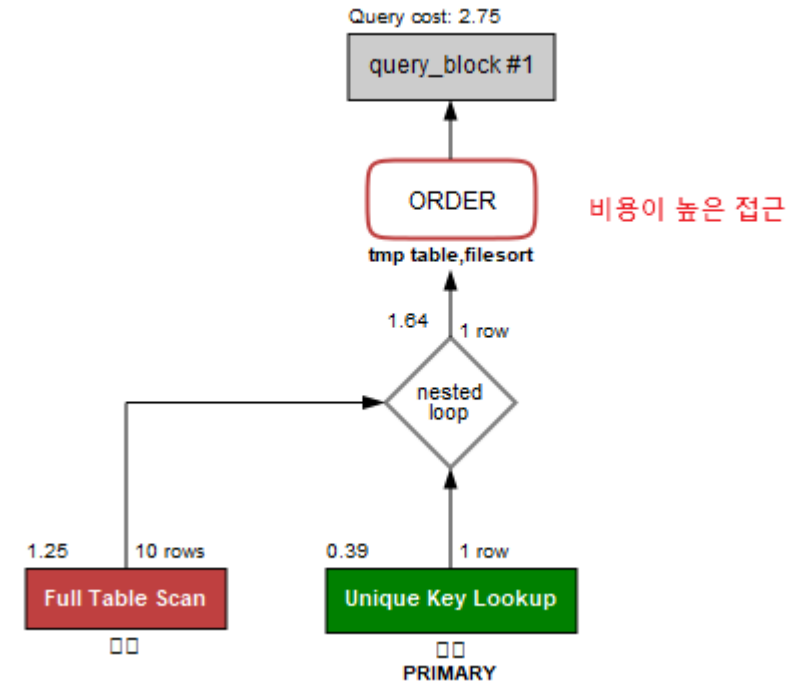 Query cost: 2.75
query_block #1
ORDER
비용이 높은 접근
tmp table,filesort
1.64
1 row
nested
loop
1.25
10 rows
0.39
1 row
Full Table Scan
Unique Key Lookup
PRIMARY